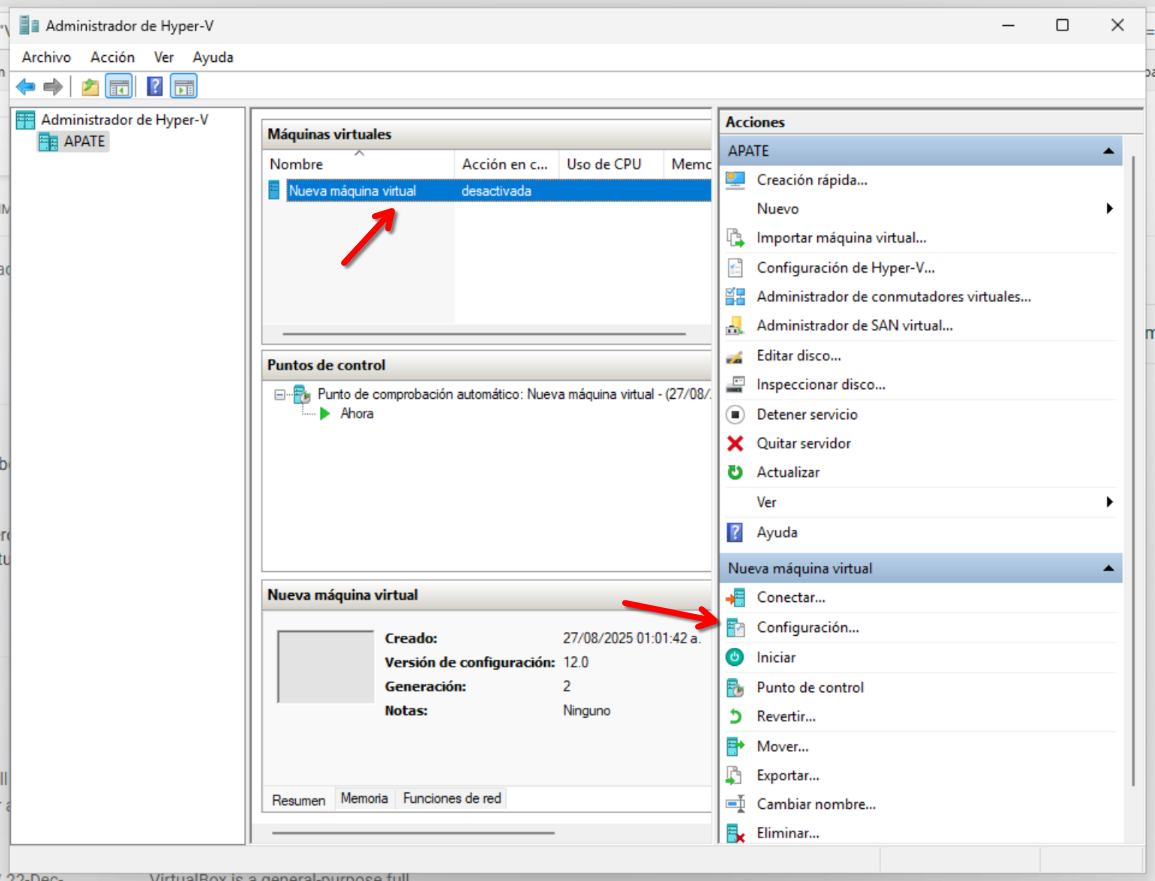 Administrador de Hyper-V
Archivo Acción Ver Ayuda
Administrador de Hyper-V
APATE
Máquinas virtuales
Nombre Acción en c... Uso de CPU Memo
Nueva máquina virtual desactivada
Puntos de control
Punto de comprobación automático: Nueva máquina virtual - (27/08/
Ahora
Nueva máquina virtual
Creado: 27/08/2025 01:01:42 a.
Versión de configuración: 12.0
Generación: 2
Notas: Ninguno
Resumen Memoria Funciones de red
Acciones
APATE
Creación rápida...
Nuevo
Importar máquina virtual...
Configuración de Hyper-V...
Administrador de conmutadores virtuales...
Administrador de SAN virtual...
Editar disco...
Inspeccionar disco...
Detener servicio
Quitar servidor
Actualizar
Ver
Ayuda
Nueva máquina virtual
Conectar...
Configuración...
Iniciar
Punto de control
Revertir...
Mover...
Exportar...
Cambiar nombre...
Eliminar...
22-Dec- VirtualBox is a general-purpose full